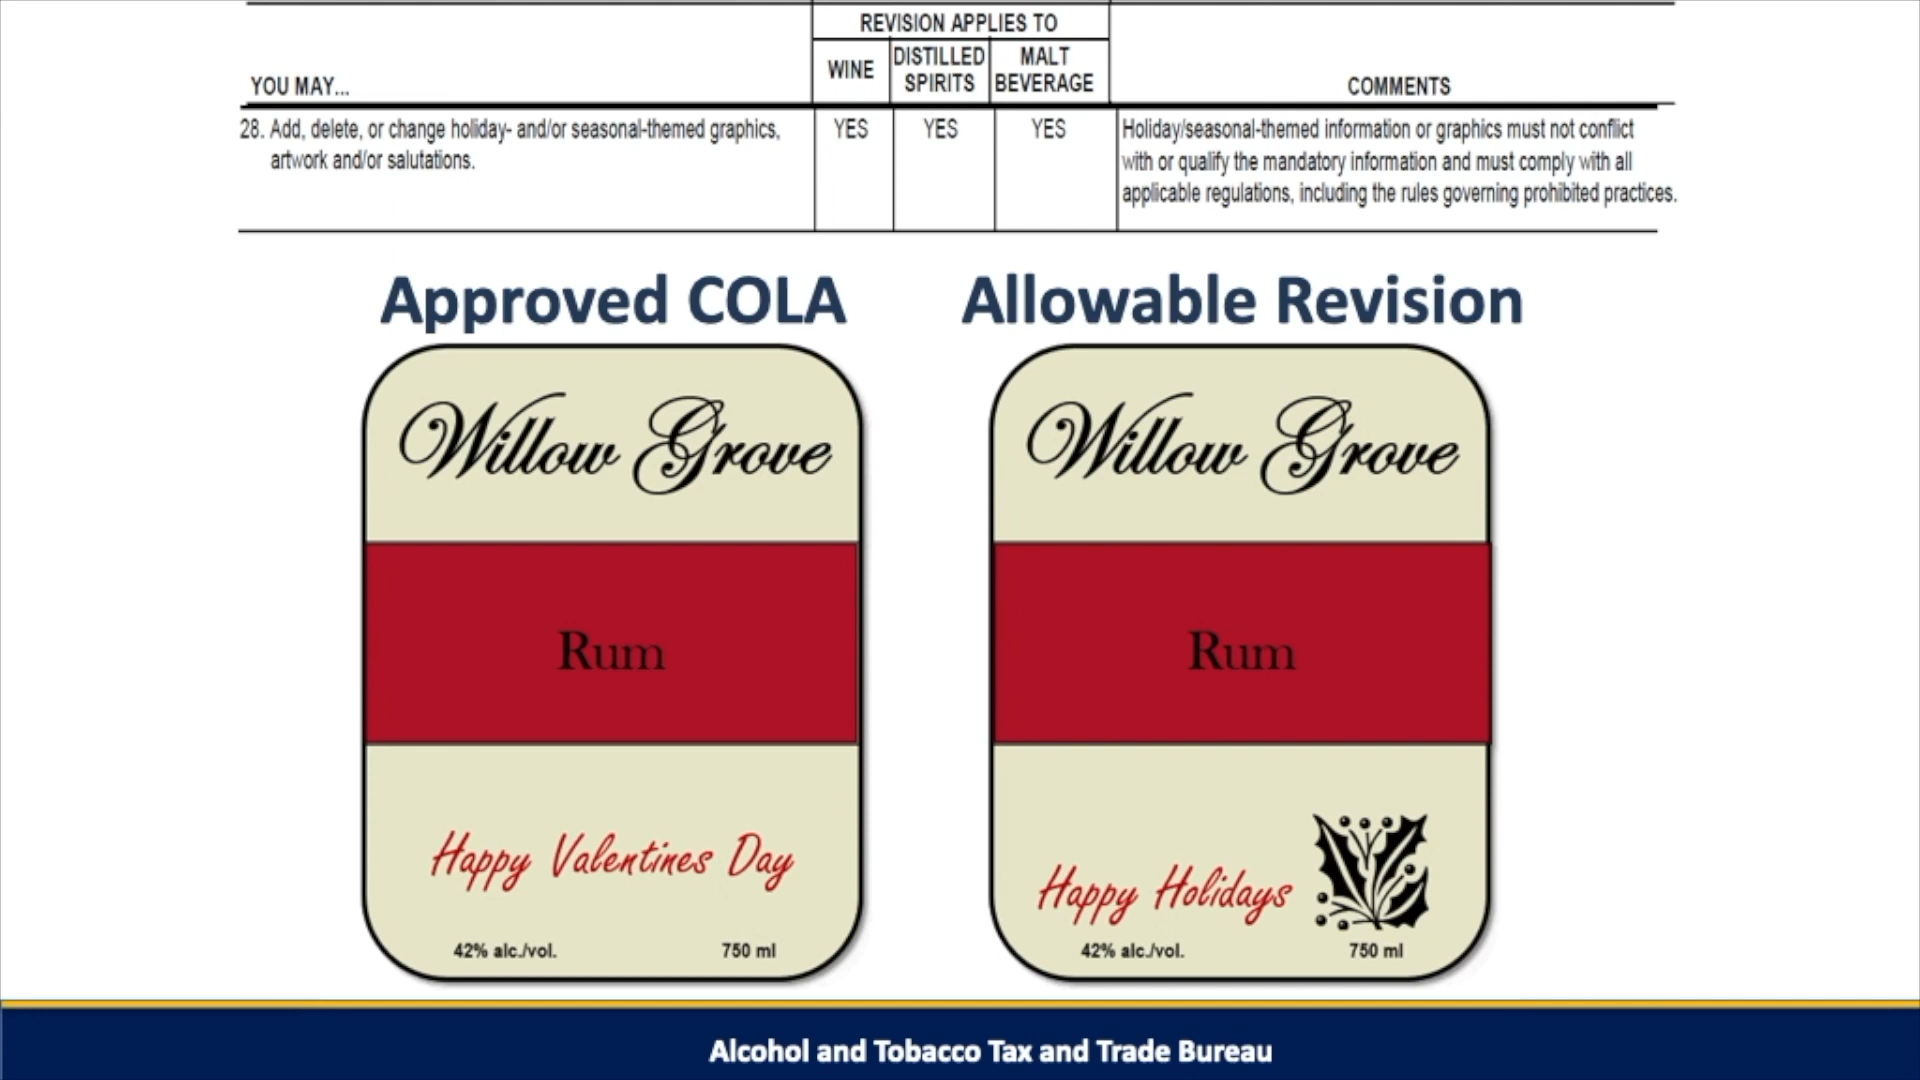 REVISION APPLIES TO
YOU MAY...
WINE
DISTILLED
SPIRITS
MALT
BEVERAGE
COMMENTS
28. Add, delete, or change holiday- and/or seasonal-themed graphics,
artwork and/or salutations.
YES
YES
YES
Holiday/seasonal-themed information or graphics must not conflict
with or qualify the mandatory information and must comply with all
applicable regulations, including the rules governing prohibited practices.
Approved COLA
Willow Grove
Rum
Happy Valentines Day
42% alc./vol. 750 ml
Allowable Revision
Willow Grove
Rum
Happy Holidays
42% alc./vol. 750 ml
Alcohol and Tobacco Tax and Trade Bureau